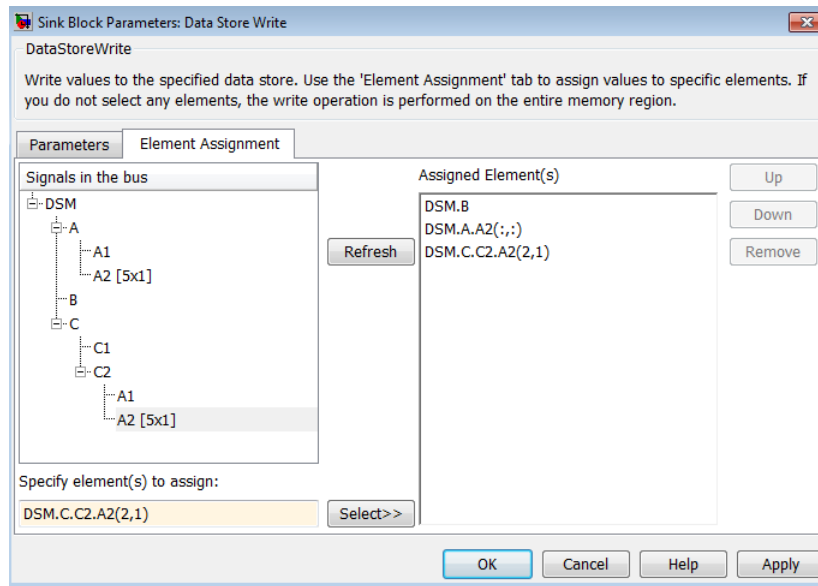 Sink Block Parameters: Data Store Write
DataStoreWrite
Write values to the specified data store. Use the 'Element Assignment' tab to assign values to specific elements. If
you do not select any elements, the write operation is performed on the entire memory region.
Parameters
Element Assignment
Signals in the bus
DSM
A
A1
A2 [5x1]
B
C
C1
C2
A1
A2 [5x1]
Specify element(s) to assign:
DSM.C.C2.A2(2,1)
Refresh
Select>>
Assigned Element(s)
DSM.B
DSM.A.A2(:,:)
DSM.C.C2.A2(2,1)
Up
Down
Remove
OK
Cancel
Help
Apply